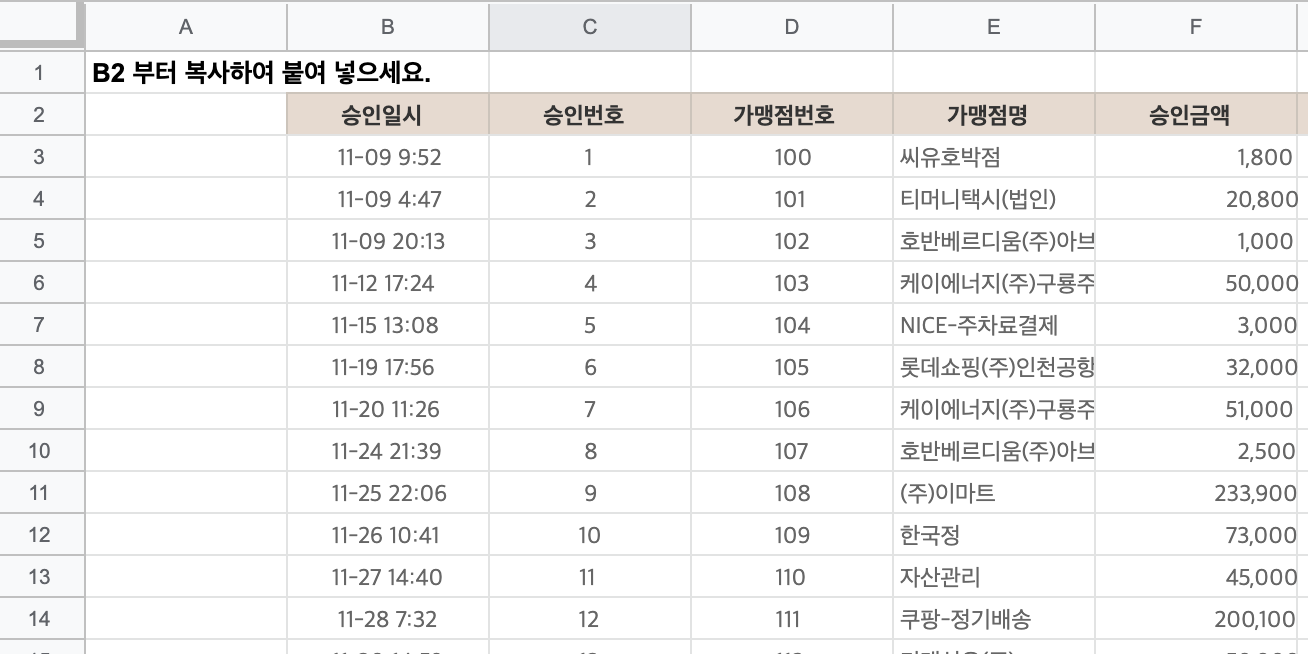 A B C D E F
1 B2 부터 복사하여 붙여 넣으세요.
2 승인일시 승인번호 가맹점번호 가맹점명 승인금액
3 11-09 9:52 1 100 씨유호박점 1,800
4 11-09 4:47 2 101 티머니택시(법인) 20,800
5 11-09 20:13 3 102 호반베르디움(주)아브 1,000
6 11-12 17:24 4 103 케이에너지(주)구룡주 50,000
7 11-15 13:08 5 104 NICE-주차료결제 3,000
8 11-19 17:56 6 105 롯데쇼핑(주)인천공항 32,000
9 11-20 11:26 7 106 케이에너지(주)구룡주 51,000
10 11-24 21:39 8 107 호반베르디움(주)아브 2,500
11 11-25 22:06 9 108 (주)이마트 233,900
12 11-26 10:41 10 109 한국정 73,000
13 11-27 14:40 11 110 자산관리 45,000
14 11-28 7:32 12 111 쿠팡-정기배송 200,100